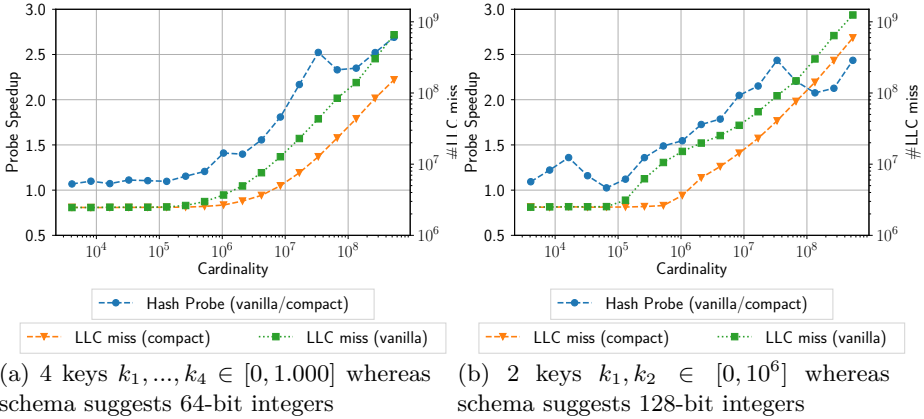 3.0
2.5
2.0
1.5
1.0
0.5
Probe Speedup
10^9
10^8
10^7
10^6
#LLC miss
10^4 10^5 10^6 10^7 10^8
Cardinality
Hash Probe (vanilla/compact)
LLC miss (compact) LLC miss (vanilla)
(a) 4 keys k_1, ..., k_4 ∈ [0, 1.000] whereas
schema suggests 64-bit integers
3.0
2.5
2.0
1.5
1.0
0.5
Probe Speedup
10^9
10^8
10^7
10^6
#LLC miss
10^4 10^5 10^6 10^7 10^8
Cardinality
Hash Probe (vanilla/compact)
LLC miss (compact) LLC miss (vanilla)
(b) 2 keys k_1, k_2 ∈ [0, 10^6] whereas
schema suggests 128-bit integers